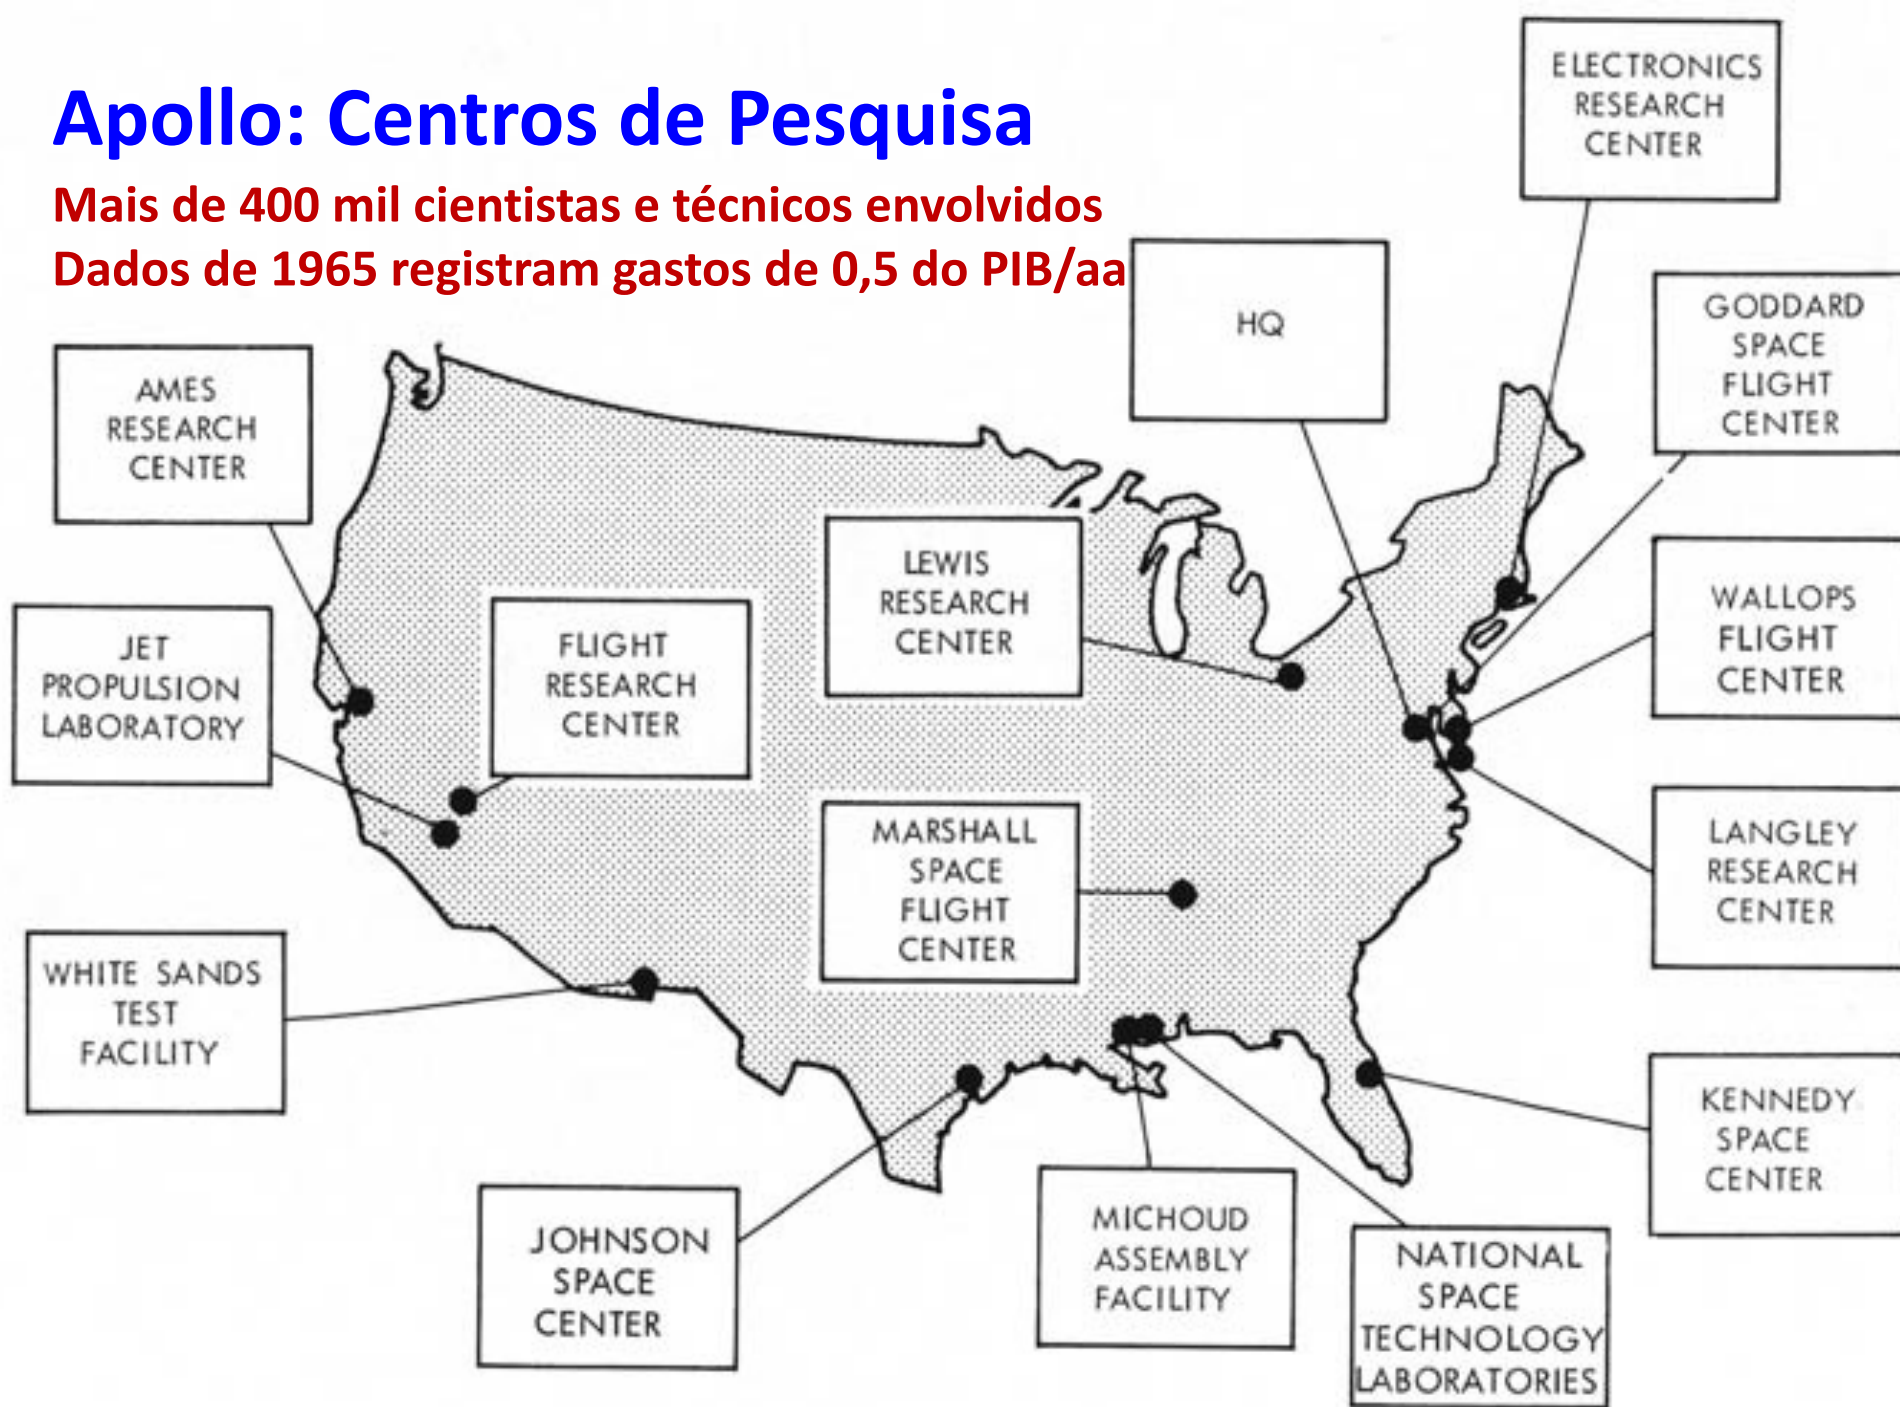 Apollo: Centros de Pesquisa
Mais de 400 mil cientistas e técnicos envolvidos
Dados de 1965 registram gastos de 0,5 do PIB/aa
ELECTRONICS
RESEARCH
CENTER
HQ
GODDARD
SPACE
FLIGHT
CENTER
AMES
RESEARCH
CENTER
LEWIS
RESEARCH
CENTER
WALLOPS
FLIGHT
CENTER
JET
PROPULSION
LABORATORY
FLIGHT
RESEARCH
CENTER
MARSHALL
SPACE
FLIGHT
CENTER
LANGLEY
RESEARCH
CENTER
WHITE SANDS
TEST
FACILITY
KENNEDY
SPACE
CENTER
JOHNSON
SPACE
CENTER
MICHOUD
ASSEMBLY
FACILITY
NATIONAL
SPACE
TECHNOLOGY
LABORATORIES